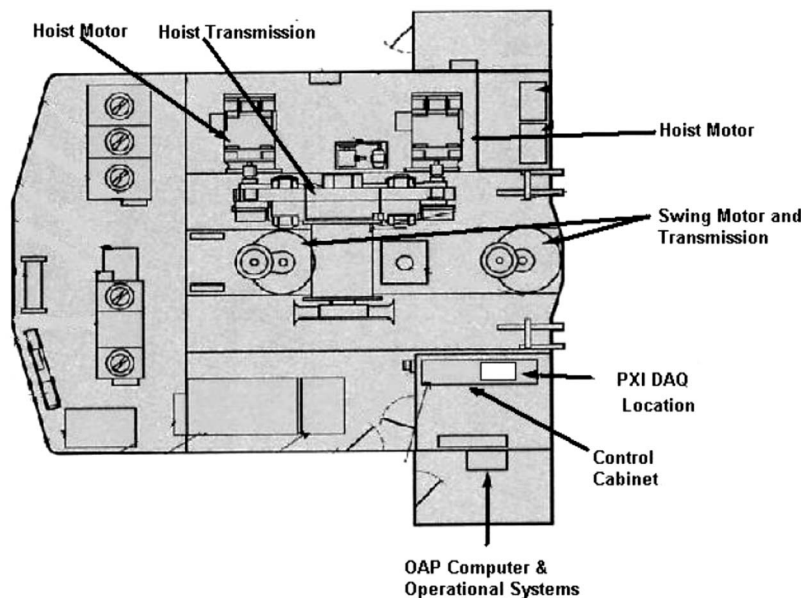 Hoist Motor
Hoist Transmission
Hoist Motor
Swing Motor and
Transmission
PXI DAQ
Location
Control
Cabinet
OAP Computer &
Operational Systems